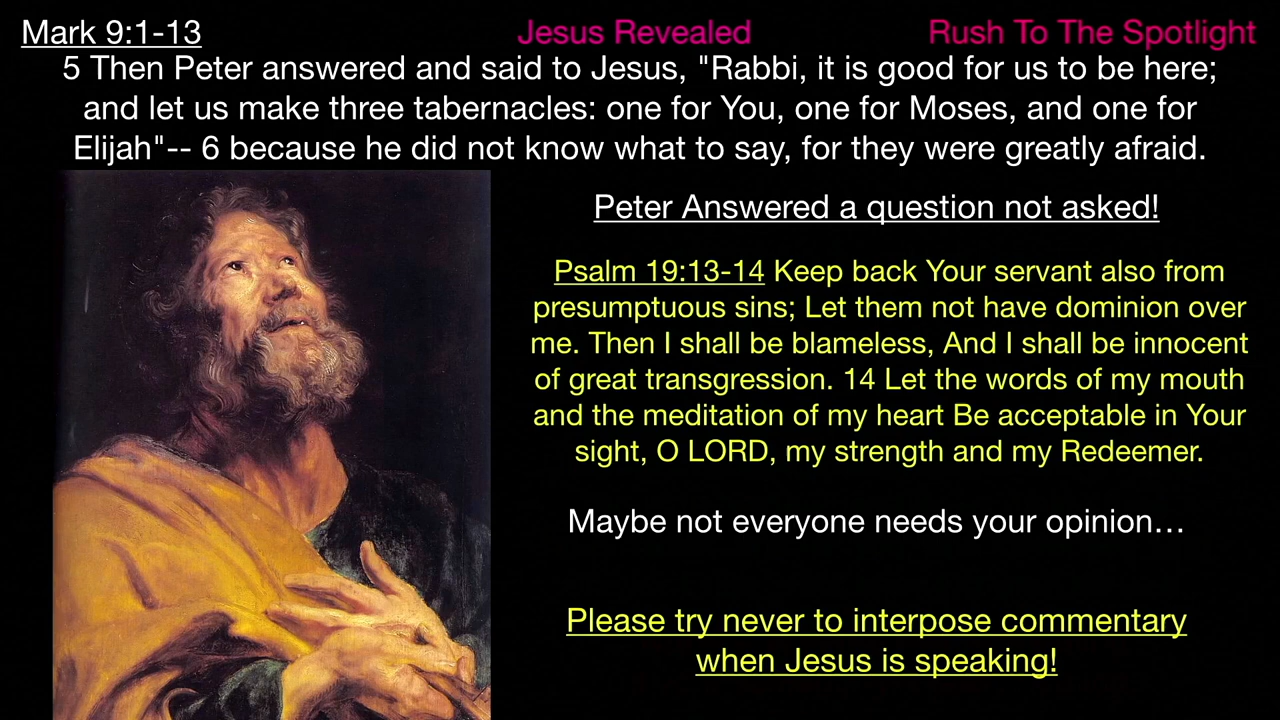 Mark 9:1-13 Jesus Revealed Rush To The Spotlight
5 Then Peter answered and said to Jesus, "Rabbi, it is good for us to be here;
and let us make three tabernacles: one for You, one for Moses, and one for
Elijah"-- 6 because he did not know what to say, for they were greatly afraid.
Peter Answered a question not asked!
Psalm 19:13-14 Keep back Your servant also from
presumptuous sins; Let them not have dominion over
me. Then I shall be blameless, And I shall be innocent
of great transgression. 14 Let the words of my mouth
and the meditation of my heart Be acceptable in Your
sight, O LORD, my strength and my Redeemer.
Maybe not everyone needs your opinion…
Please try never to interpose commentary
when Jesus is speaking!